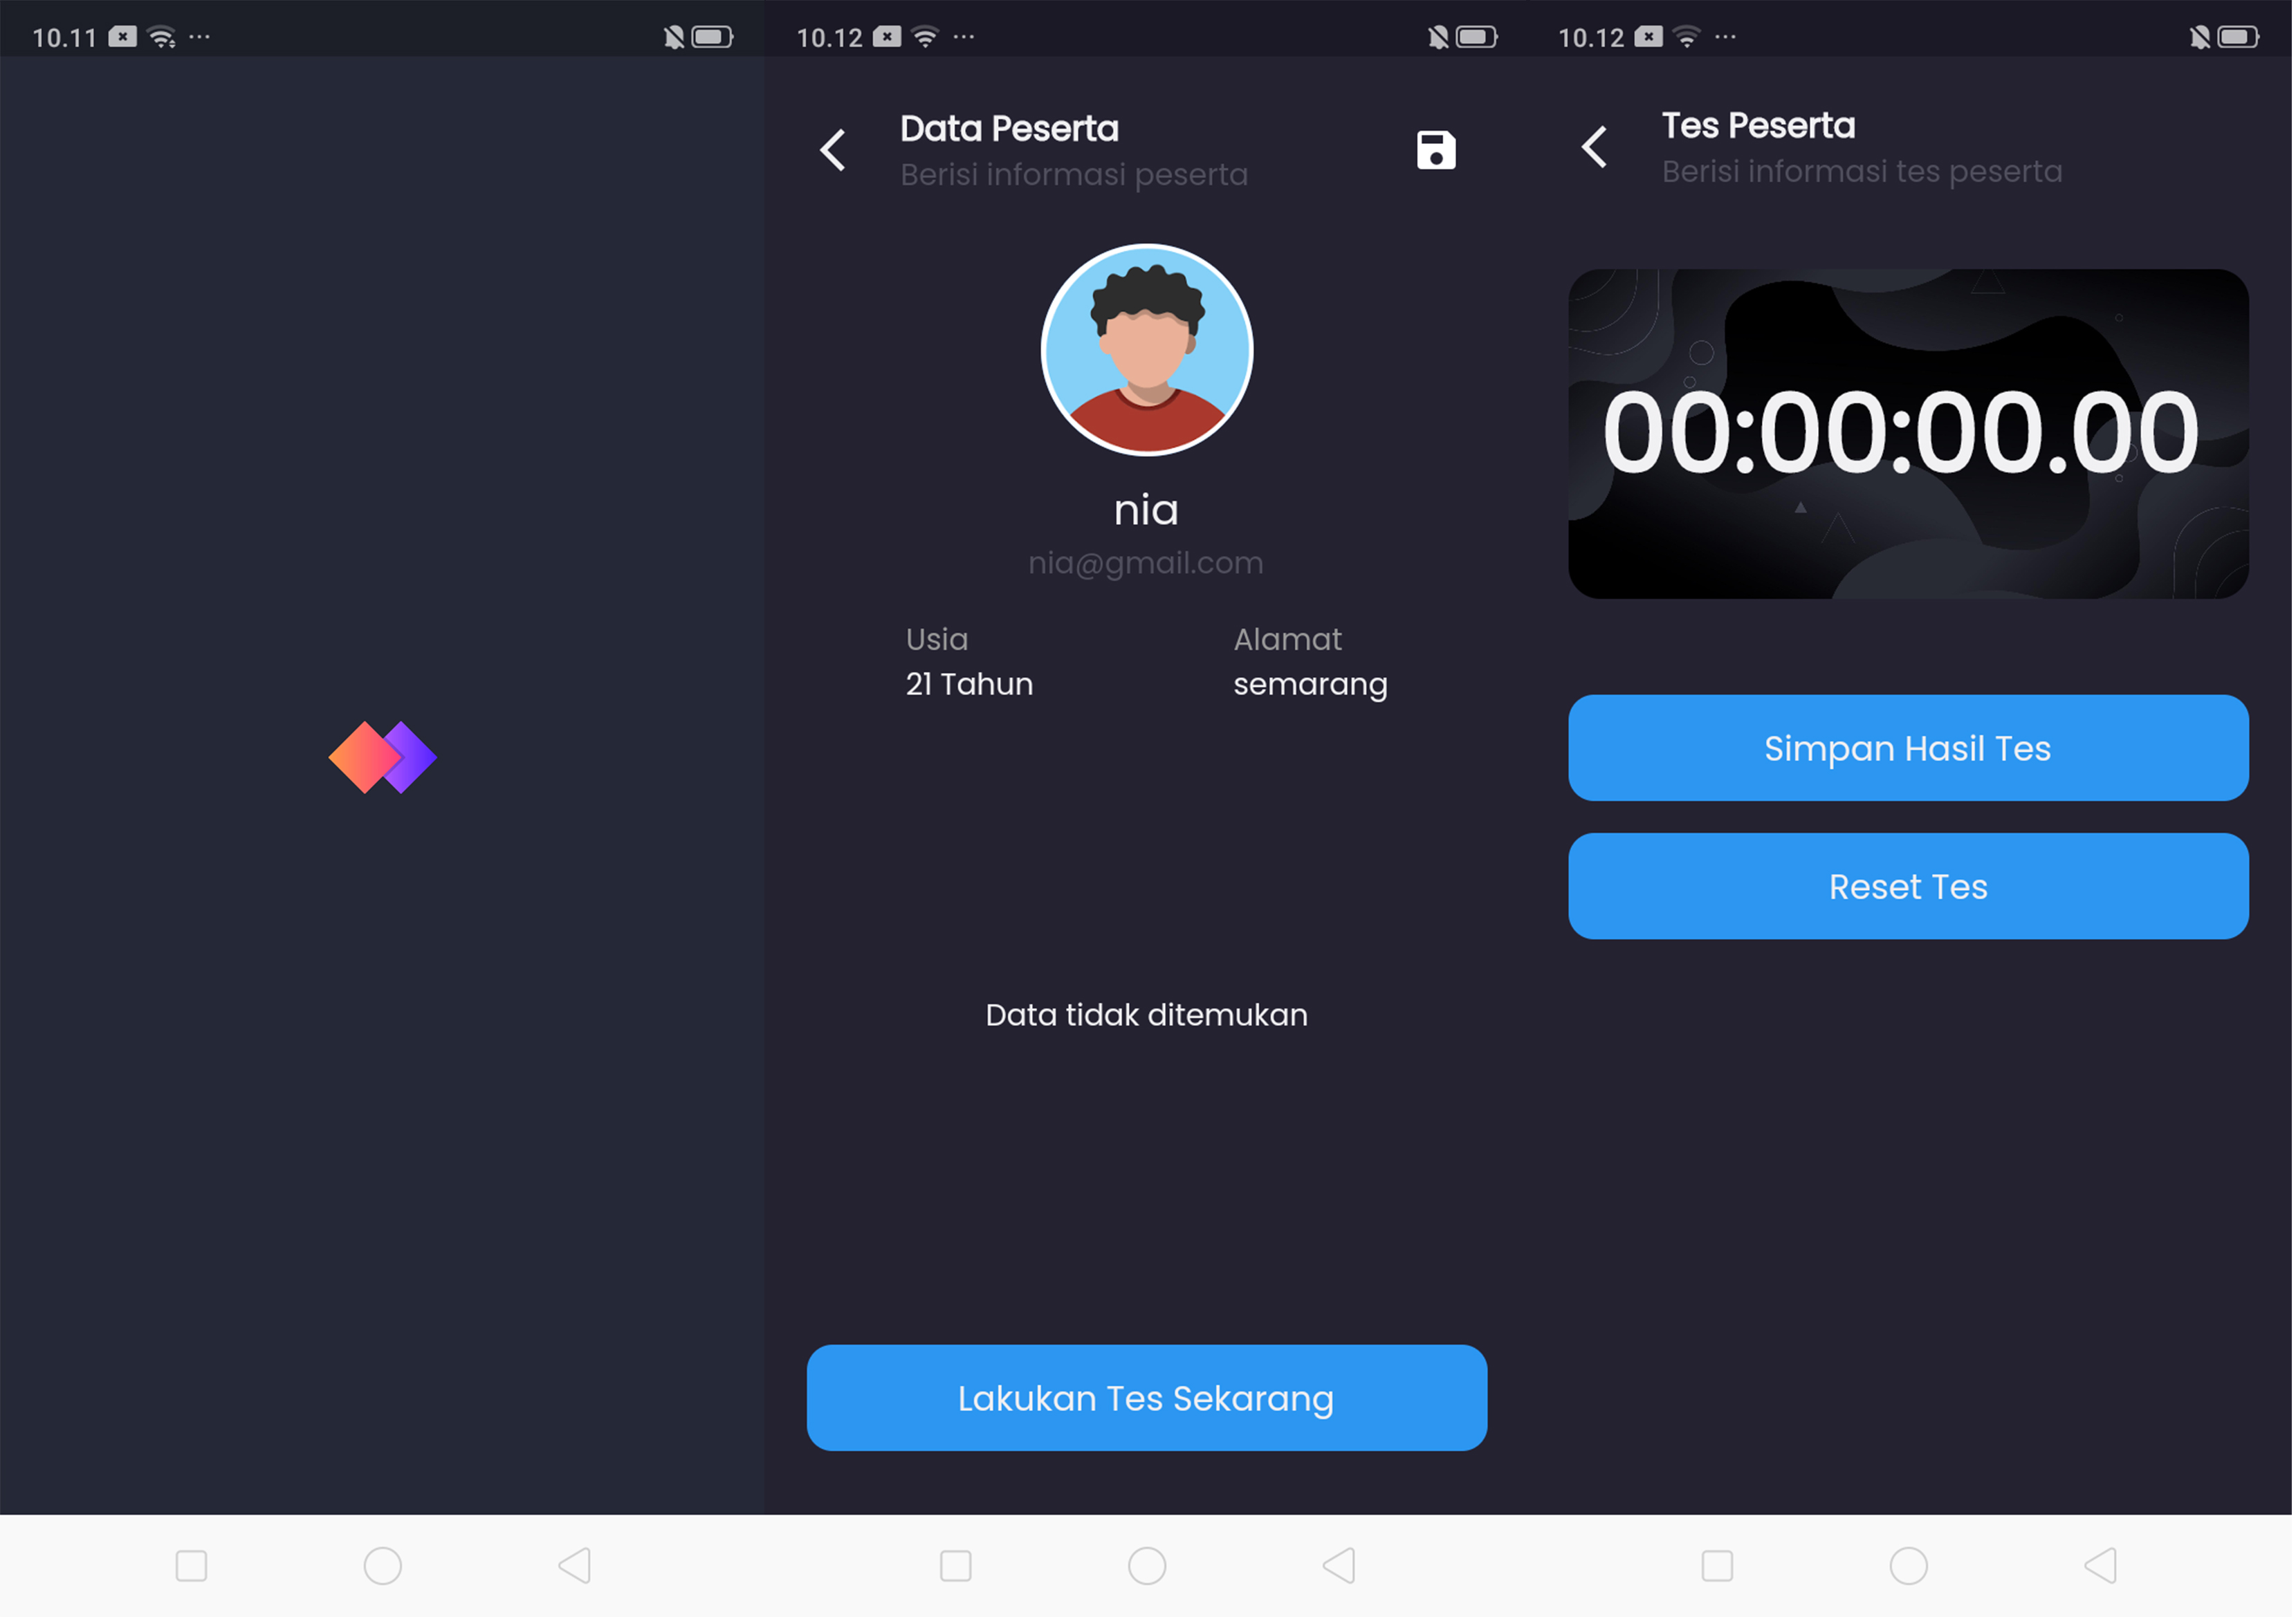 10.11
10.12
Data Peserta
Berisi informasi peserta
nia
nia@gmail.com
Usia
Alamat
21 Tahun
semarang
Data tidak ditemukan
Lakukan Tes Sekarang
10.12
Tes Peserta
Berisi informasi tes peserta
00:00:00.00
Simpan Hasil Tes
Reset Tes